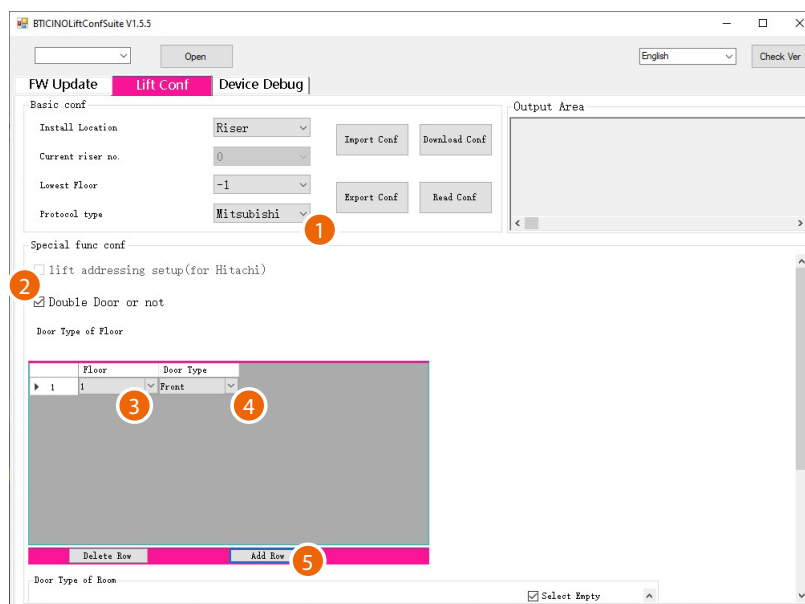 BTICINOLiftConfSuite V1.5.5
Open
English
Check Ver
FW Update Lift Conf Device Debug
Basic conf
Install Location Riser
Current riser no. 0
Lowest Floor -1
Protocol type Mitsubishi
Import Conf Download Conf
Export Conf Read Conf
Output Area
1
Special func conf
2
lift addressing setup(for Hitachi)
Double Door or not
Door Type of Floor
Floor Door Type
1 1 Front
3 4
Delete Row Add Row
5
Door Type of Room
Select Empty